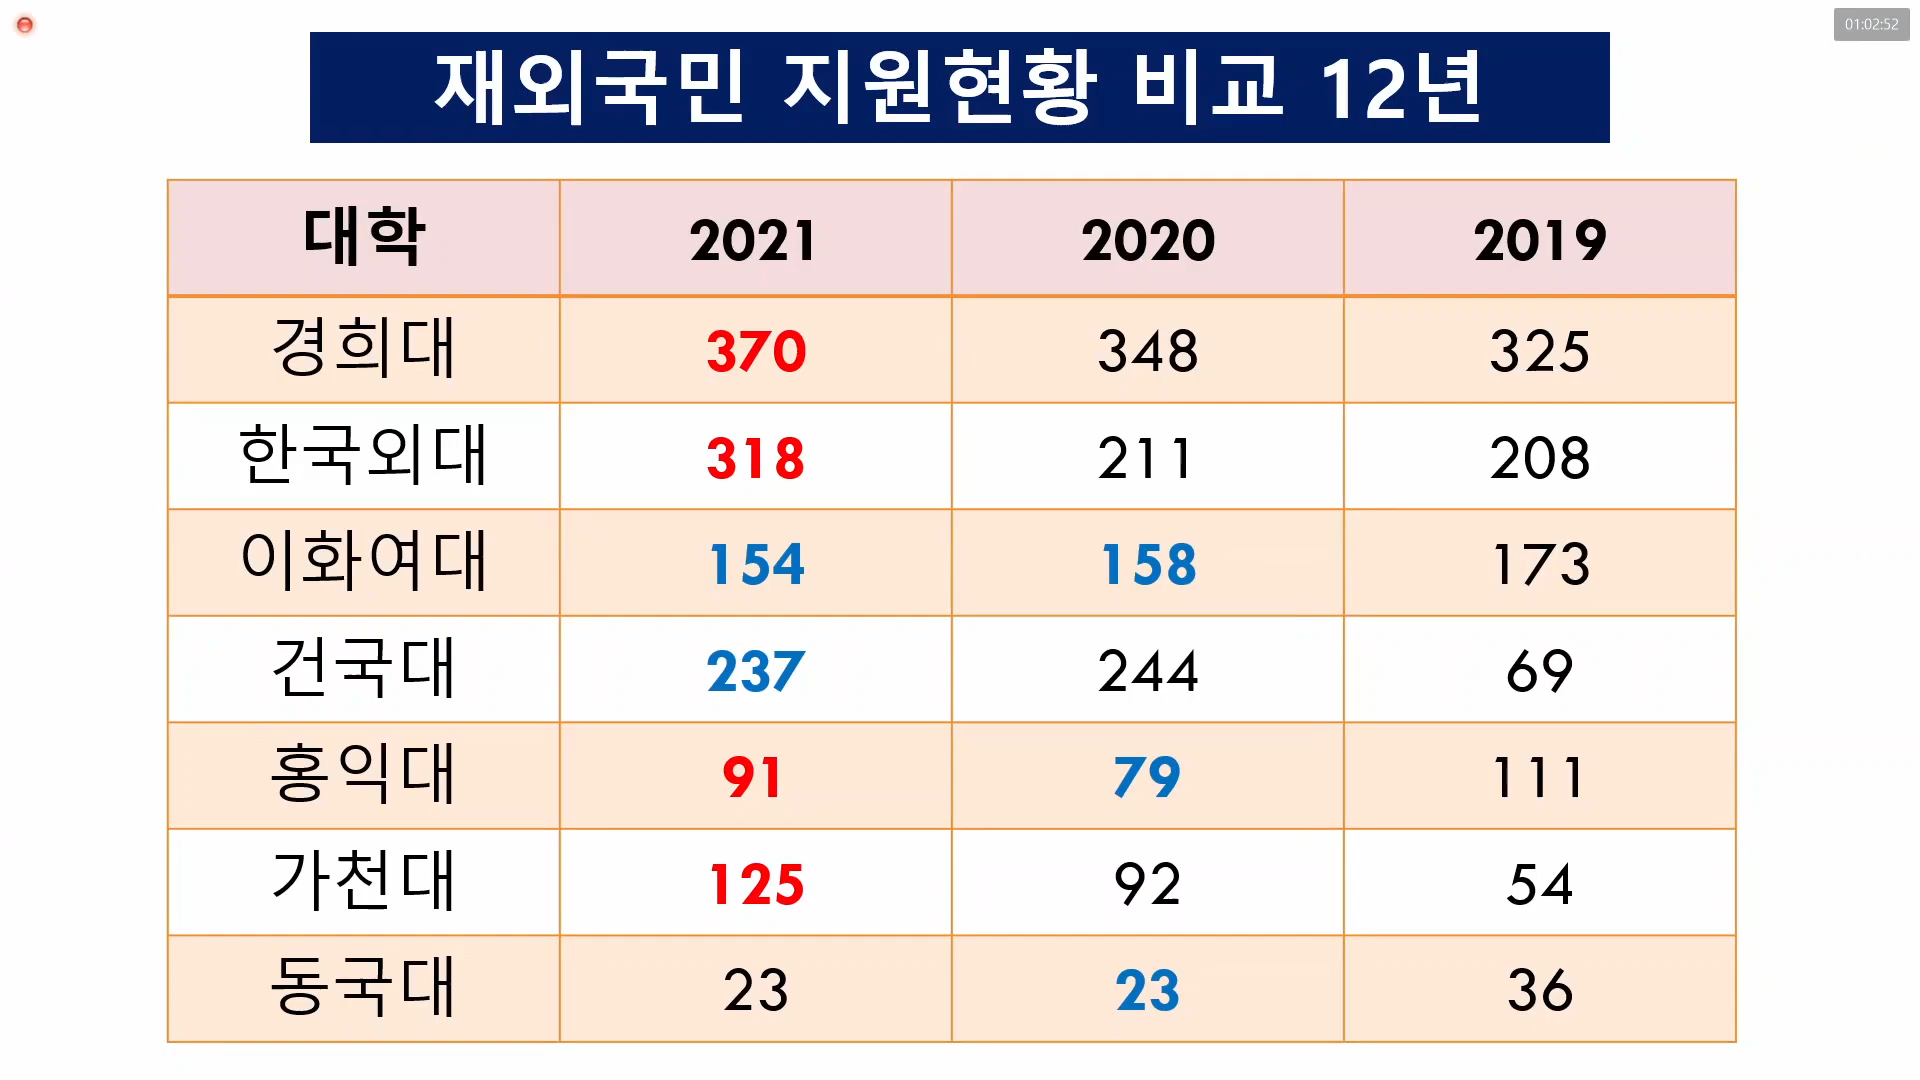 01:02:52
재외국민 지원현황 비교 12년
대학 2021 2020 2019
경희대 370 348 325
한국외대 318 211 208
이화여대 154 158 173
건국대 237 244 69
홍익대 91 79 111
가천대 125 92 54
동국대 23 23 36